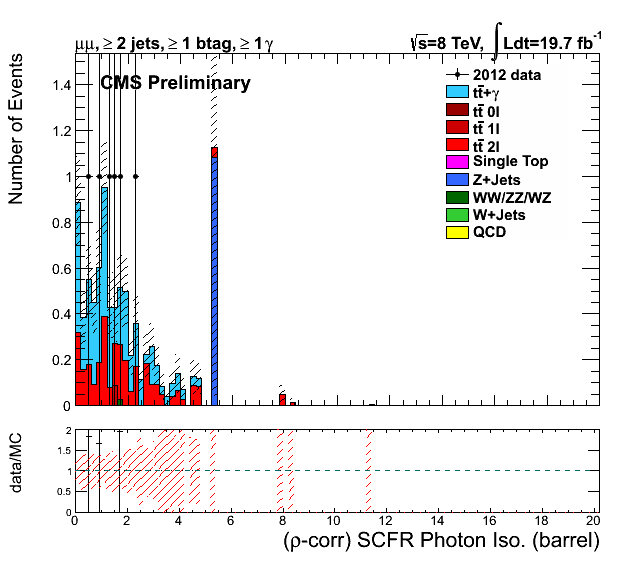 μμ, ≥ 2 jets, ≥ 1 btag, ≥ 1 γ
√s=8 TeV, ∫ Ldt=19.7 fb⁻¹
CMS Preliminary
Number of Events
1.4
1.2
1
0.8
0.6
0.4
0.2
0
2012 data
tt̄+γ
tt̄ 0l
tt̄ 1l
tt̄ 2l
Single Top
Z+Jets
WW/ZZ/WZ
W+Jets
QCD
data/MC
2
1.5
1
0.5
0
0 2 4 6 8 10 12 14 16 18 20
(ρ-corr) SCFR Photon Iso. (barrel)